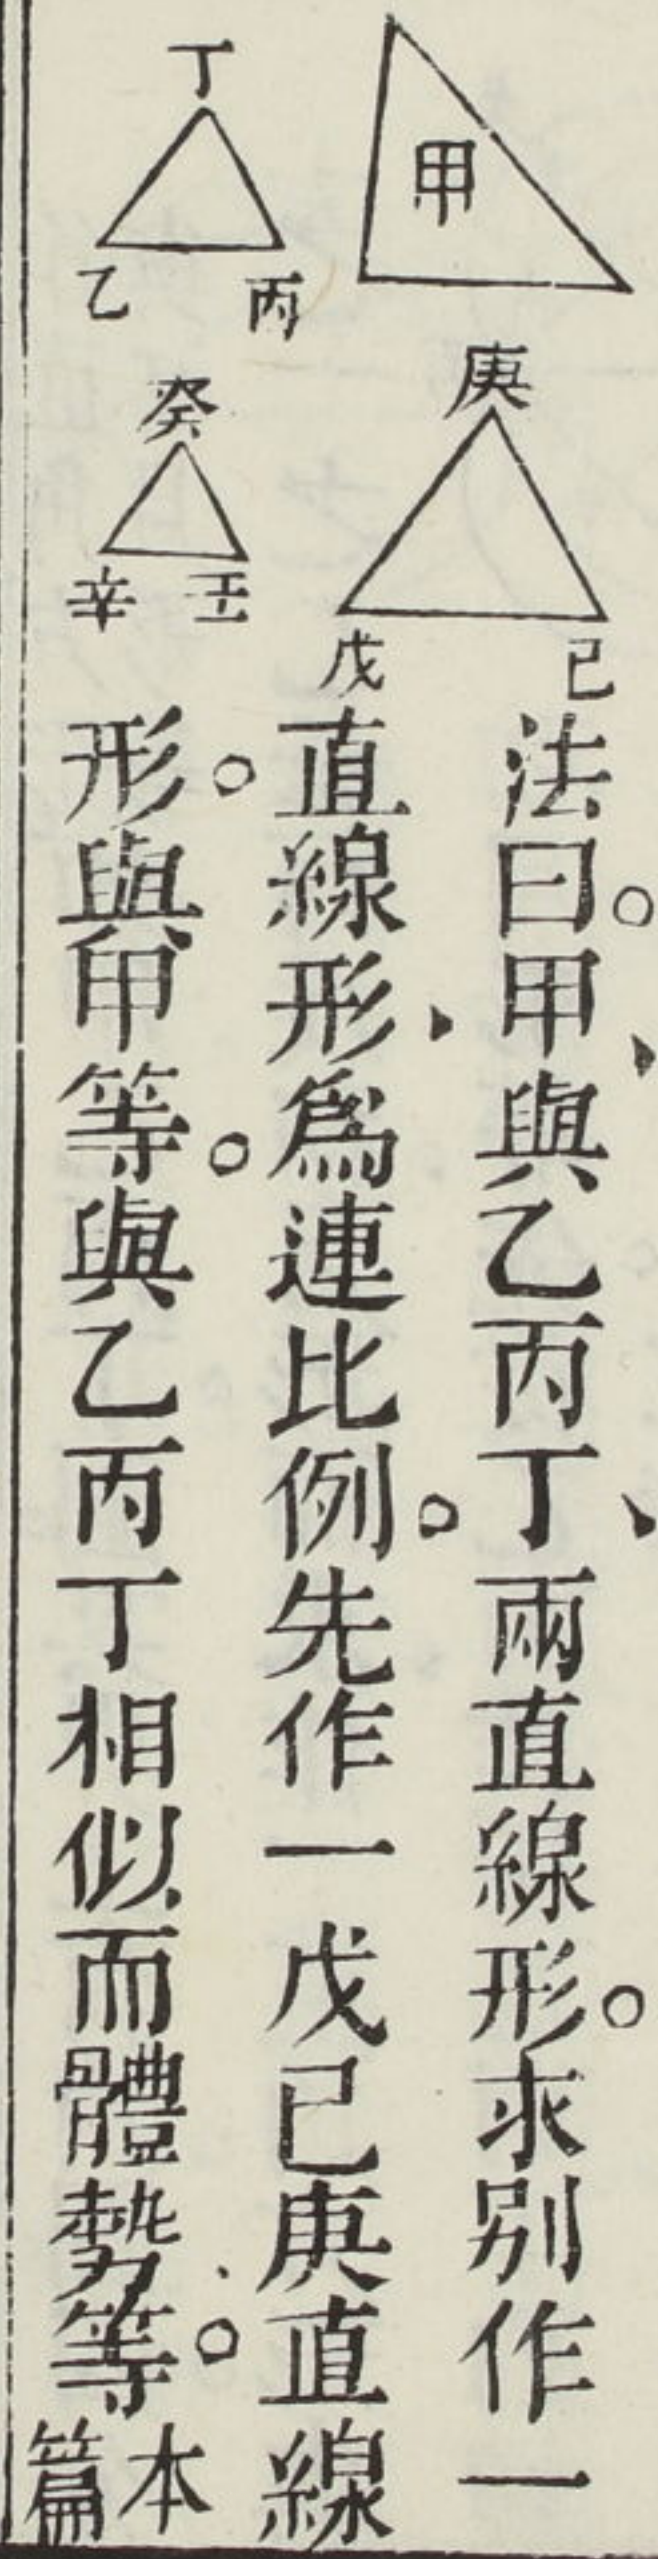 甲
庚
戊
己
丁
乙
丙
癸
辛
壬
法曰。甲、與乙丙丁、兩直線形。求別作一
直線形、爲連比例。先作一戊己庚直線
形。與甲等。與乙丙丁相似而體勢等。本
篇